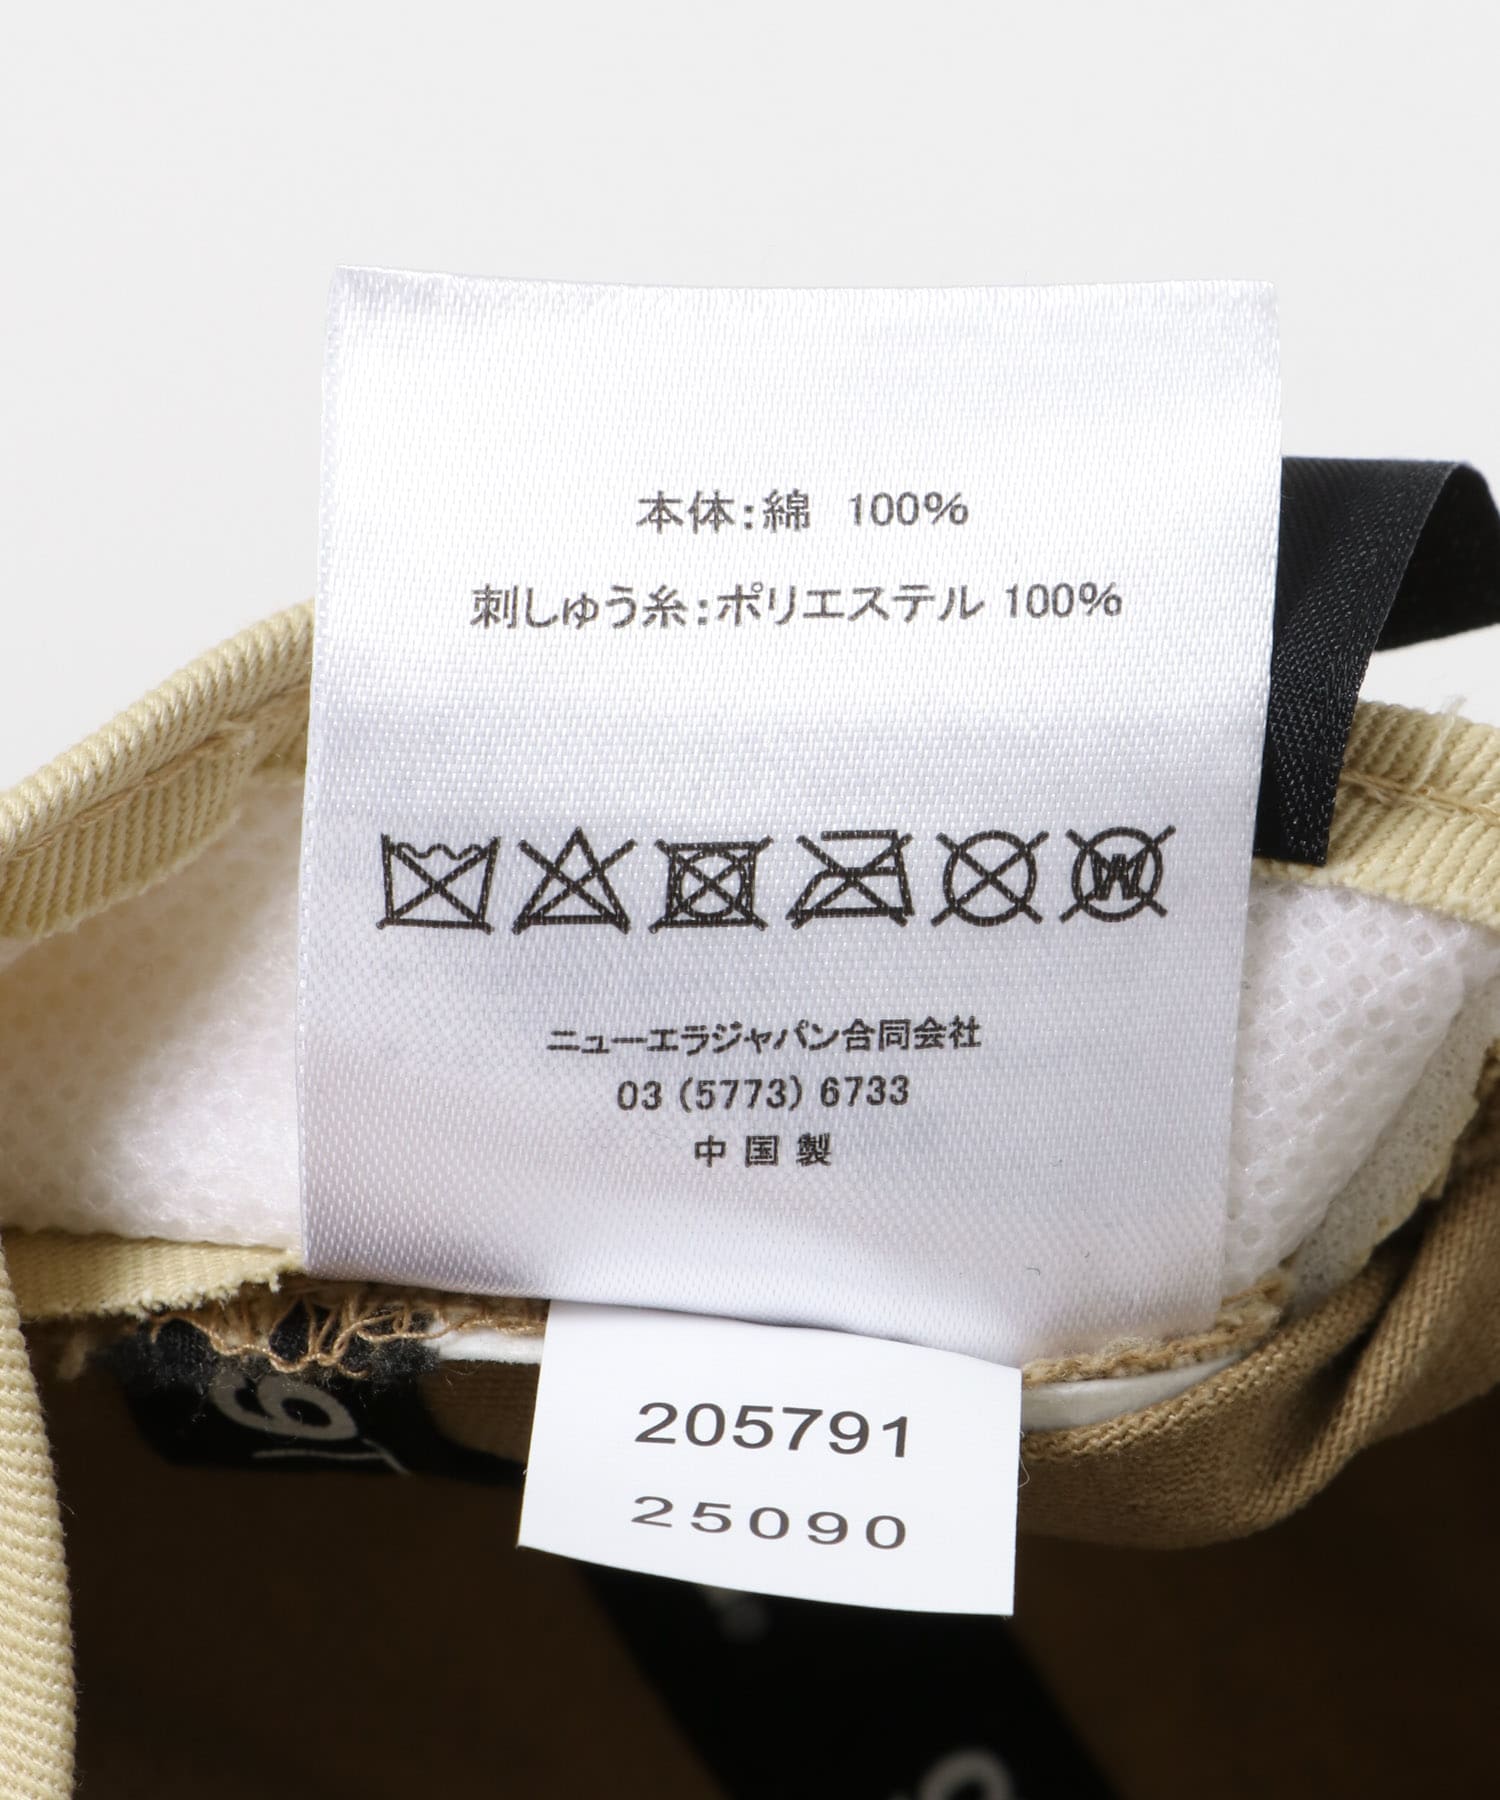 本体：綿 100%
刺しゅう糸：ポリエステル 100%
W
ニューエラジャパン合同会社
03 (5773) 6733
中国製
205791
25090